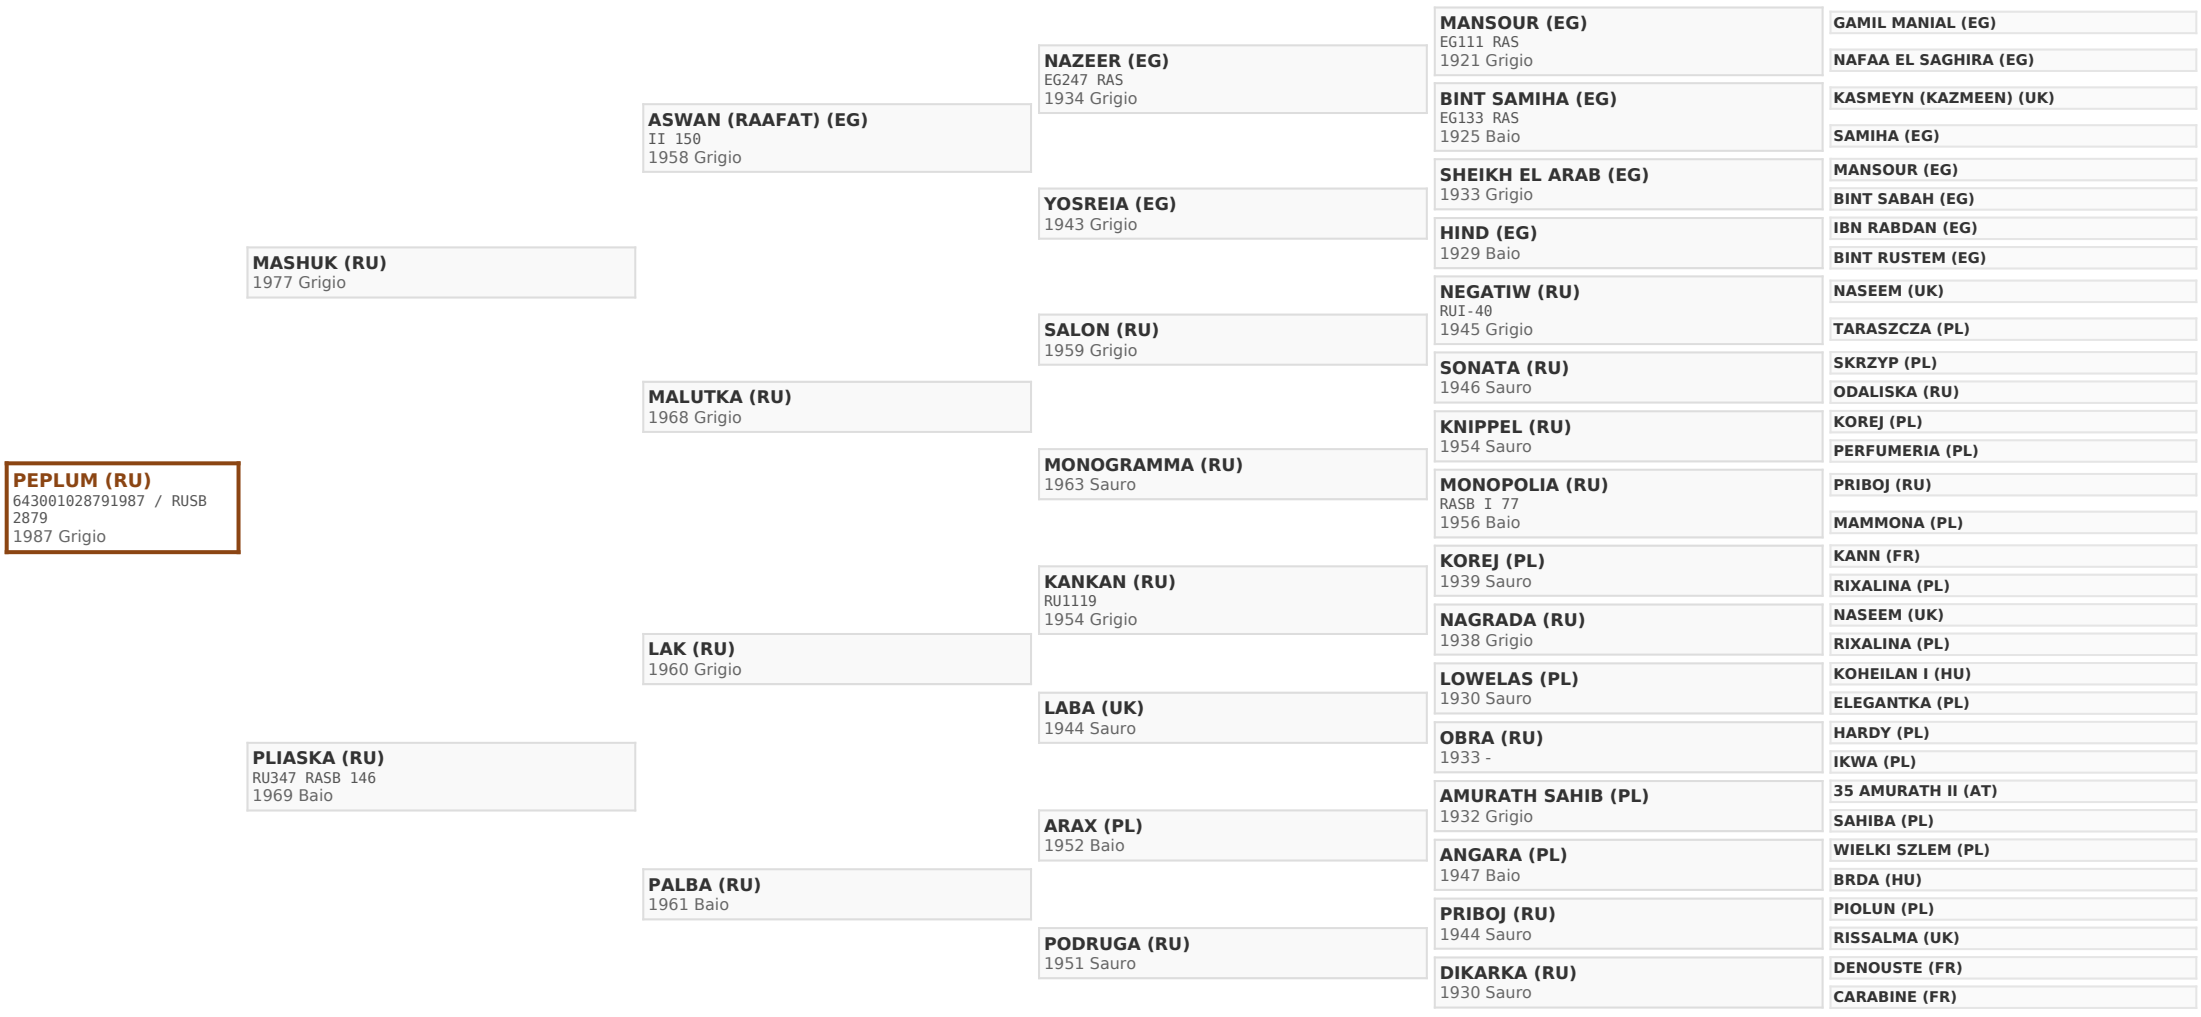 PEPLUM (RU)
643001028791987 / RUSB
2879
1987 Grigio
MASHUK (RU)
1977 Grigio
PLIASKA (RU)
RU347 RASB 146
1969 Baio
ASWAN (RAAFAT) (EG)
II 150
1958 Grigio
MALUTKA (RU)
1968 Grigio
LAK (RU)
1960 Grigio
PALBA (RU)
1961 Baio
NAZEER (EG)
EG247 RAS
1934 Grigio
YOSREIA (EG)
1943 Grigio
SALON (RU)
1959 Grigio
MONOGRAMMA (RU)
1963 Sauro
KANKAN (RU)
RU1119
1954 Grigio
LABA (UK)
1944 Sauro
ARAX (PL)
1952 Baio
PODRUGA (RU)
1951 Sauro
MANSOUR (EG)
EG111 RAS
1921 Grigio
BINT SAMIHA (EG)
EG133 RAS
1925 Baio
SHEIKH EL ARAB (EG)
1933 Grigio
HIND (EG)
1929 Baio
NEGATIW (RU)
RUI-40
1945 Grigio
SONATA (RU)
1946 Sauro
KNIPPEL (RU)
1954 Sauro
MONOPOLIA (RU)
RASB I 77
1956 Baio
KOREJ (PL)
1939 Sauro
NAGRADA (RU)
1938 Grigio
LOWELAS (PL)
1930 Sauro
OBRA (RU)
1933 -
AMURATH SAHIB (PL)
1932 Grigio
ANGARA (PL)
1947 Baio
PRIBOJ (RU)
1944 Sauro
DIKARKA (RU)
1930 Sauro
GAMIL MANIAL (EG)
NAFAA EL SAGHIRA (EG)
KASMEYN (KAZMEEN) (UK)
SAMIHA (EG)
MANSOUR (EG)
BINT SABAH (EG)
IBN RABDAN (EG)
BINT RUSTEM (EG)
NASEEM (UK)
TARASZCZA (PL)
SKRZYP (PL)
ODALISKA (RU)
KOREJ (PL)
PERFUMERIA (PL)
PRIBOJ (RU)
MAMMONA (PL)
KANN (FR)
RIXALINA (PL)
NASEEM (UK)
RIXALINA (PL)
KOHEILAN I (HU)
ELEGANTKA (PL)
HARDY (PL)
IKWA (PL)
35 AMURATH II (AT)
SAHIBA (PL)
WIELKI SZLEM (PL)
BRDA (HU)
PIOLUN (PL)
RISSALMA (UK)
DENOUSTE (FR)
CARABINE (FR)